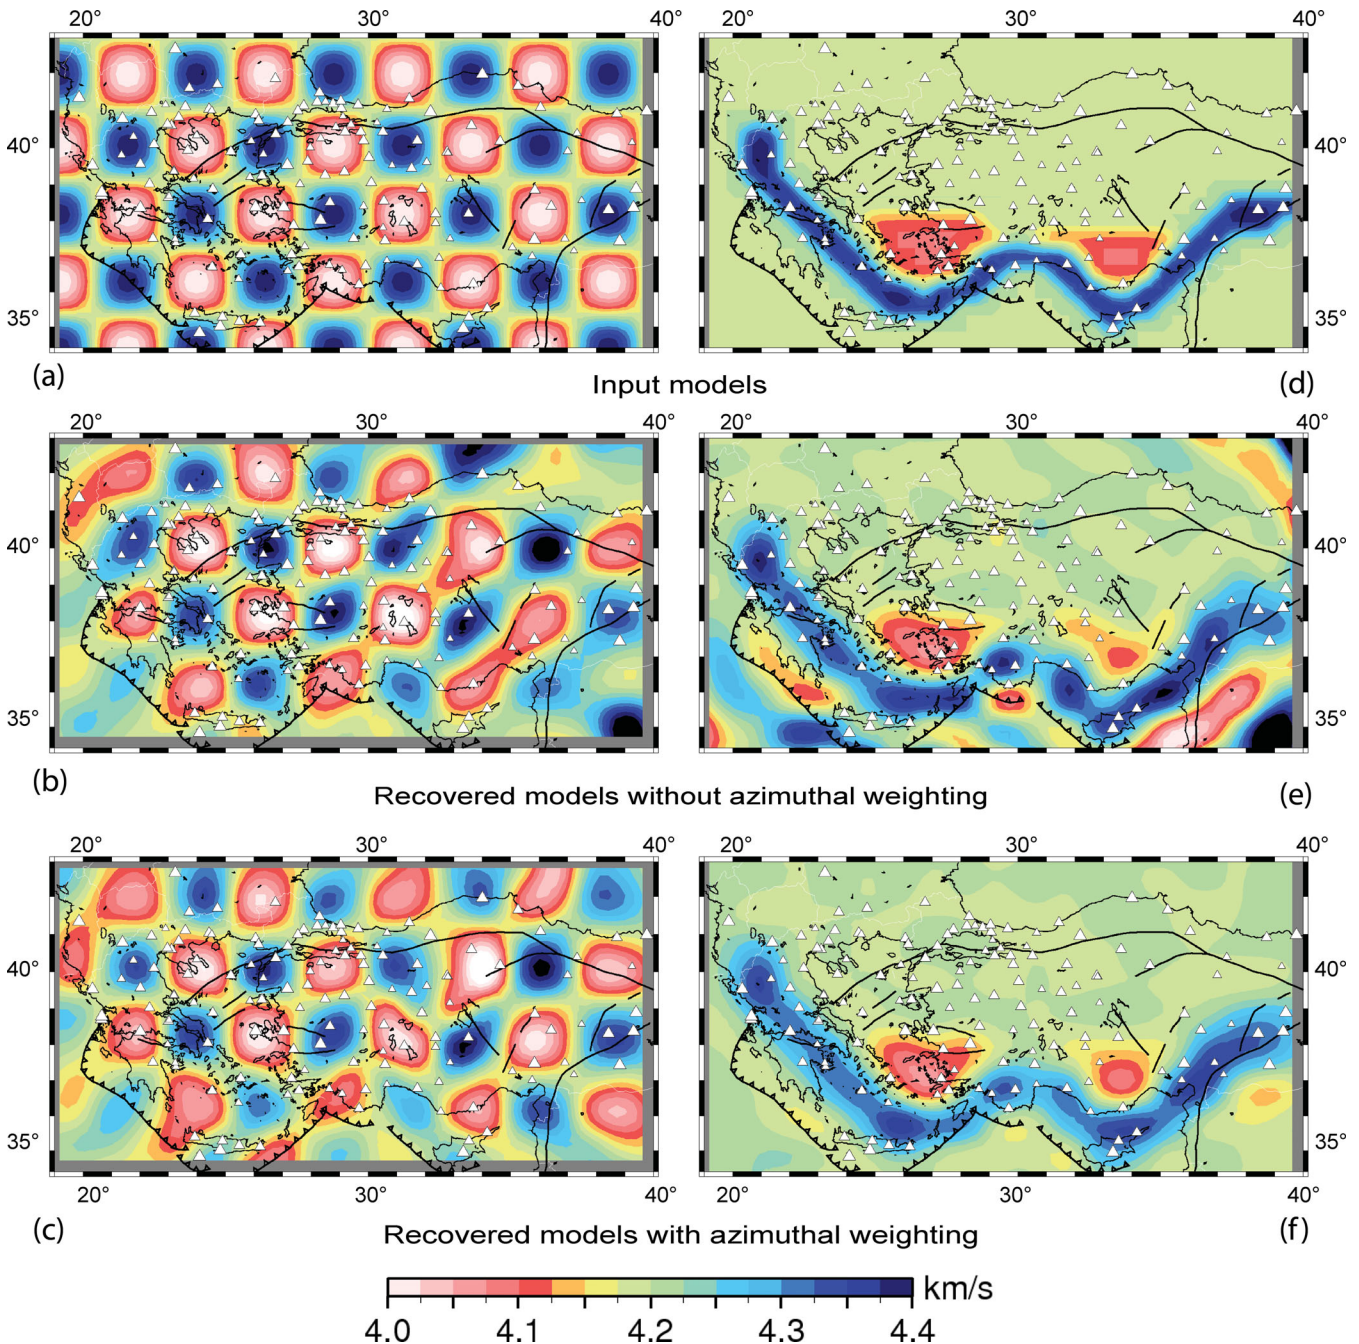 20° 30° 40° 20° 30° 40°
40° 40°
35° 35°
(a) Input models (d)
20° 30° 40° 20° 30° 40°
40° 40°
35° 35°
(b) Recovered models without azimuthal weighting (e)
20° 30° 40° 20° 30° 40°
40° 40°
35° 35°
20° 30° 40° 20° 30° 40°
(c) Recovered models with azimuthal weighting (f)
km/s
4.0 4.1 4.2 4.3 4.4